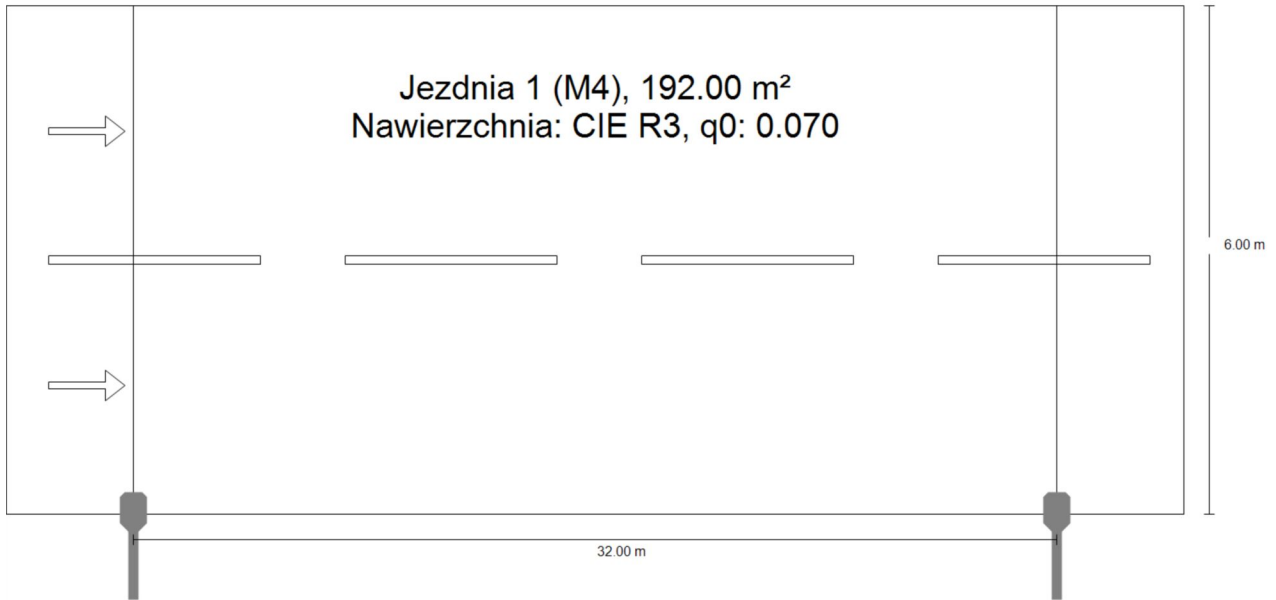 Jezdnia 1 (M4), 192.00 m²
Nawierzchnia: CIE R3, q0: 0.070
6.00 m
32.00 m